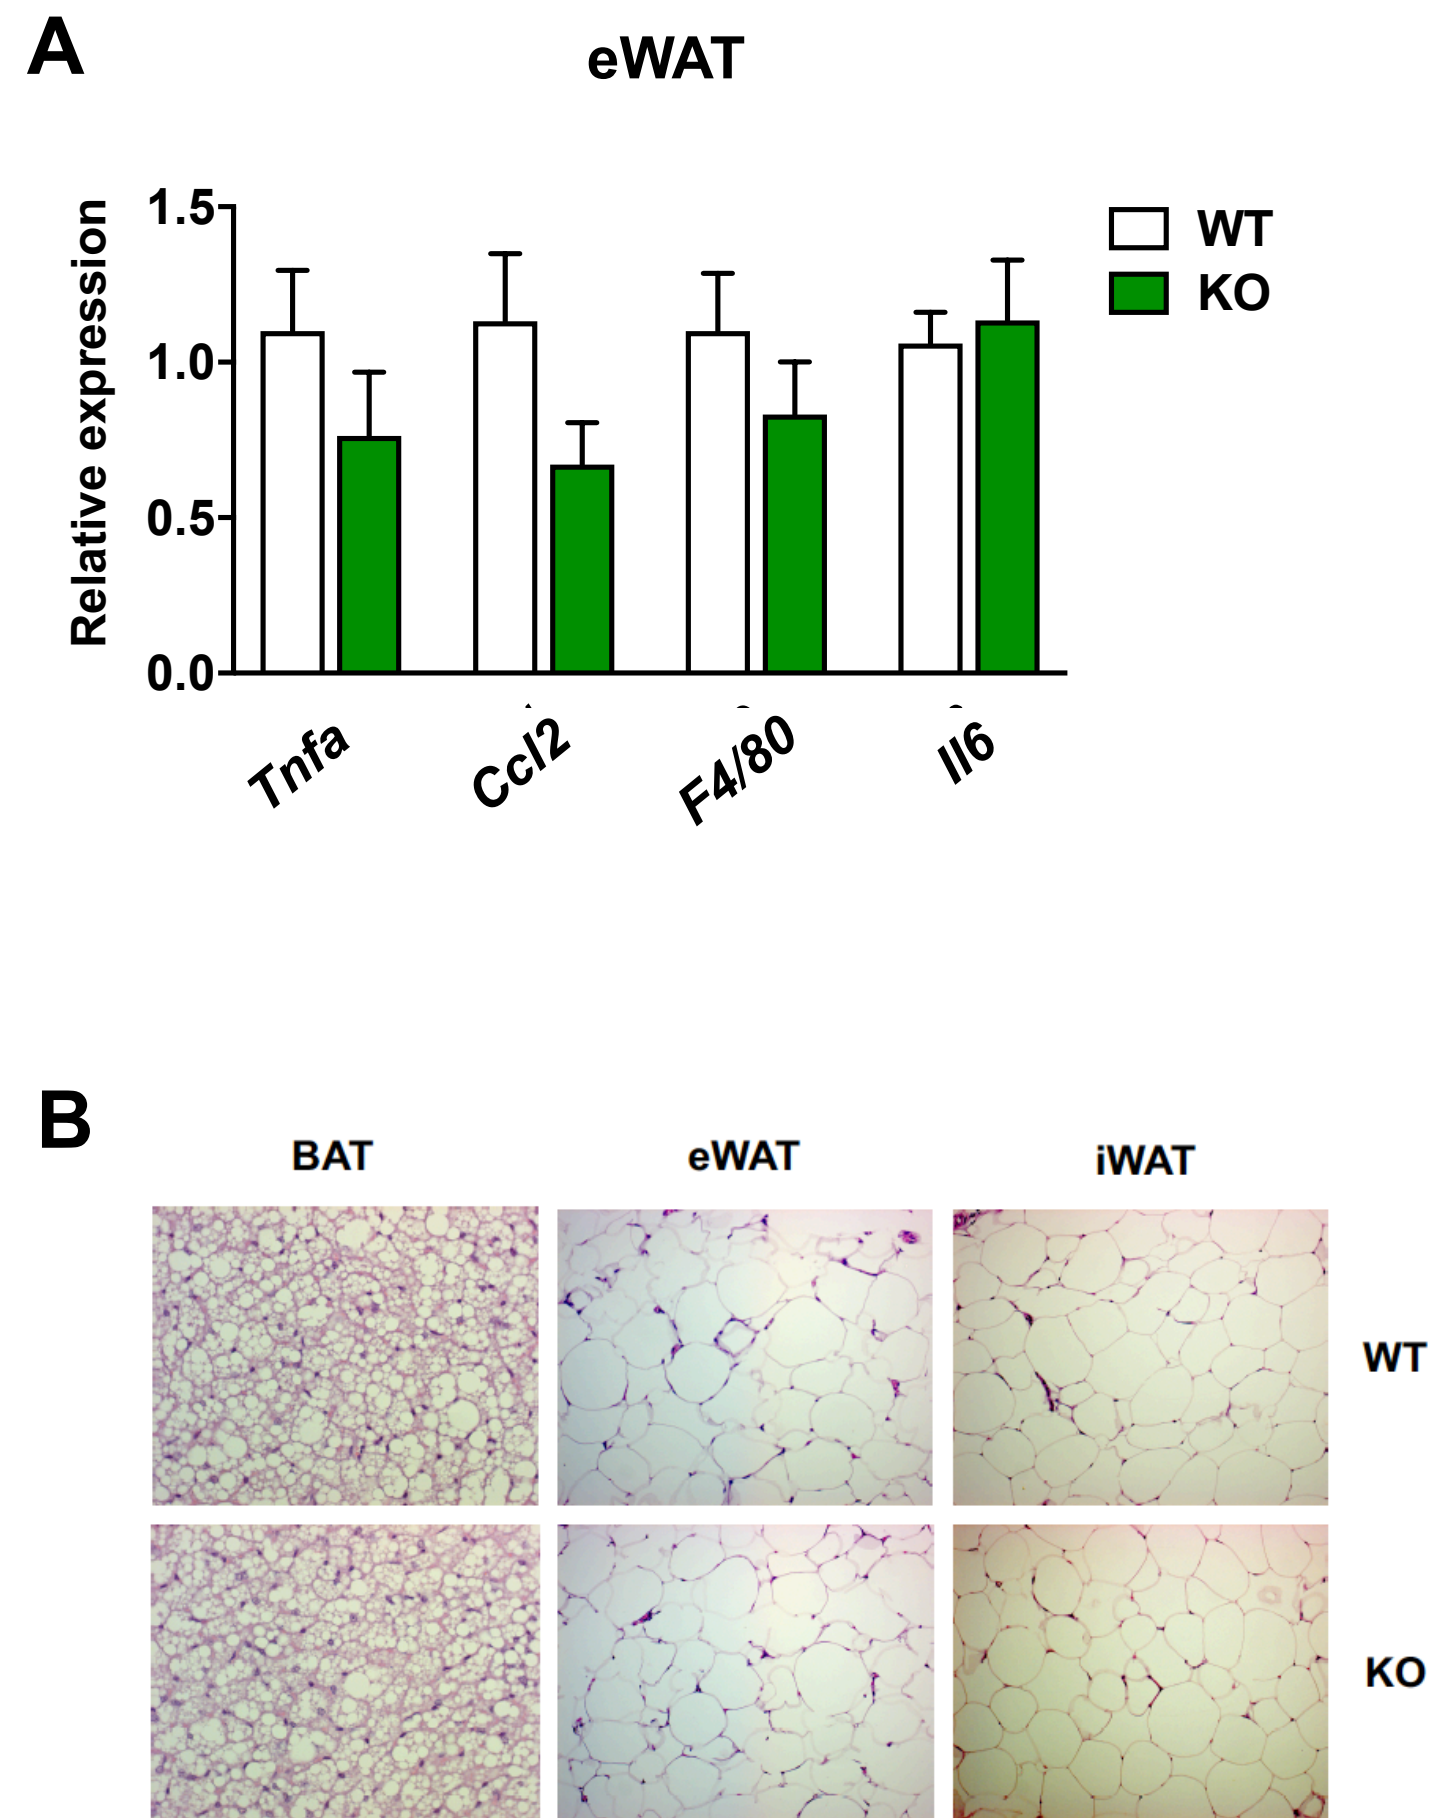 A
eWAT
Relative expression
1.5
1.0
0.5
0.0
WT
KO
Tnfa
Ccl2
F4/80
Il6
B
BAT
eWAT
iWAT
WT
KO